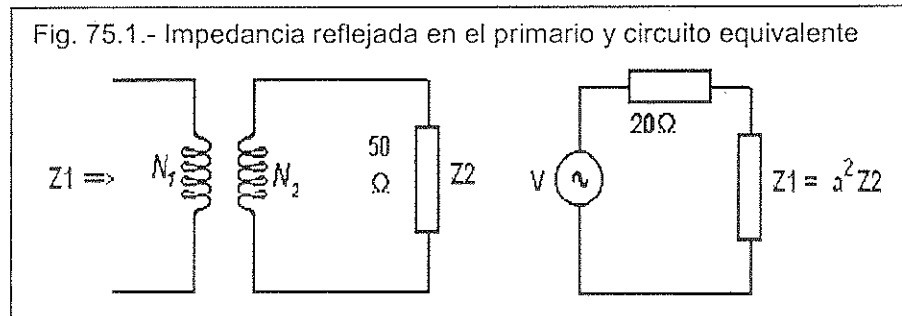 Fig. 75.1.- Impedancia reflejada en el primario y circuito equivalente
Z1 =>
N₁
N₂
50
Ω
Z2
V
20Ω
Z1 = a²Z2